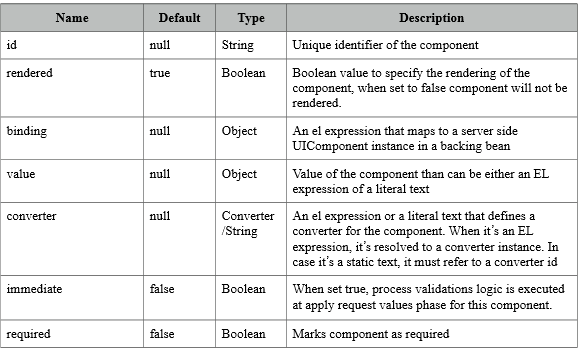 Name Default Type Description
id null String Unique identifier of the component
rendered true Boolean Boolean value to specify the rendering of the
component, when set to false component will not be
rendered.
binding null Object An el expression that maps to a server side
UIComponent instance in a backing bean
value null Object Value of the component than can be either an EL
expression of a literal text
converter null Converter An el expression or a literal text that defines a
/String converter for the component. When it's an EL
expression, it's resolved to a converter instance. In
case it's a static text, it must refer to a converter id
immediate false Boolean When set true, process validations logic is executed
at apply request values phase for this component.
required false Boolean Marks component as required